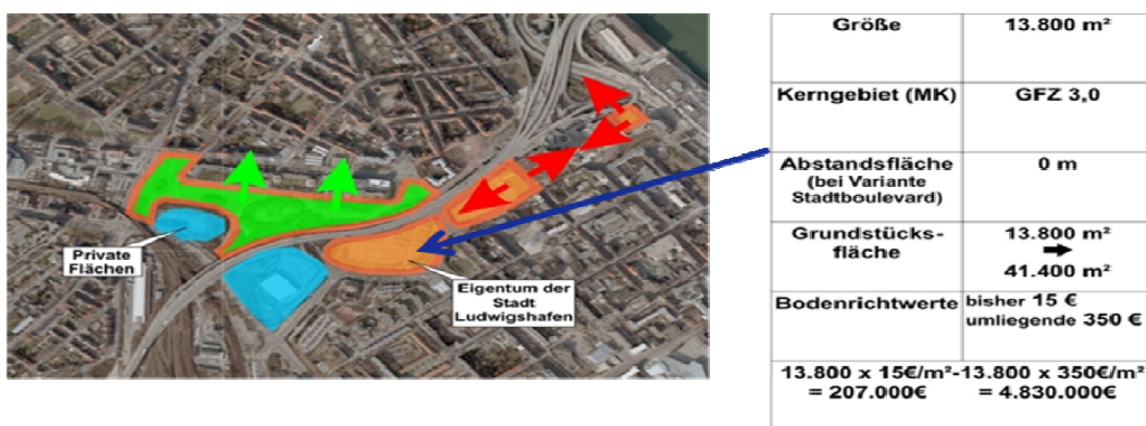 Private
Flächen
Eigentum der
Stadt
Ludwigshafen
Größe 13.800 m²
Kerngebiet (MK) GFZ 3,0
Abstandsfläche 0 m
(bei Variante
Stadtboulevard)
Grundstücks- 13.800 m²
fläche ➡
41.400 m²
Bodenrichtwerte bisher 15 €
umliegende 350 €
13.800 x 15€/m²-13.800 x 350€/m²
= 207.000€ = 4.830.000€